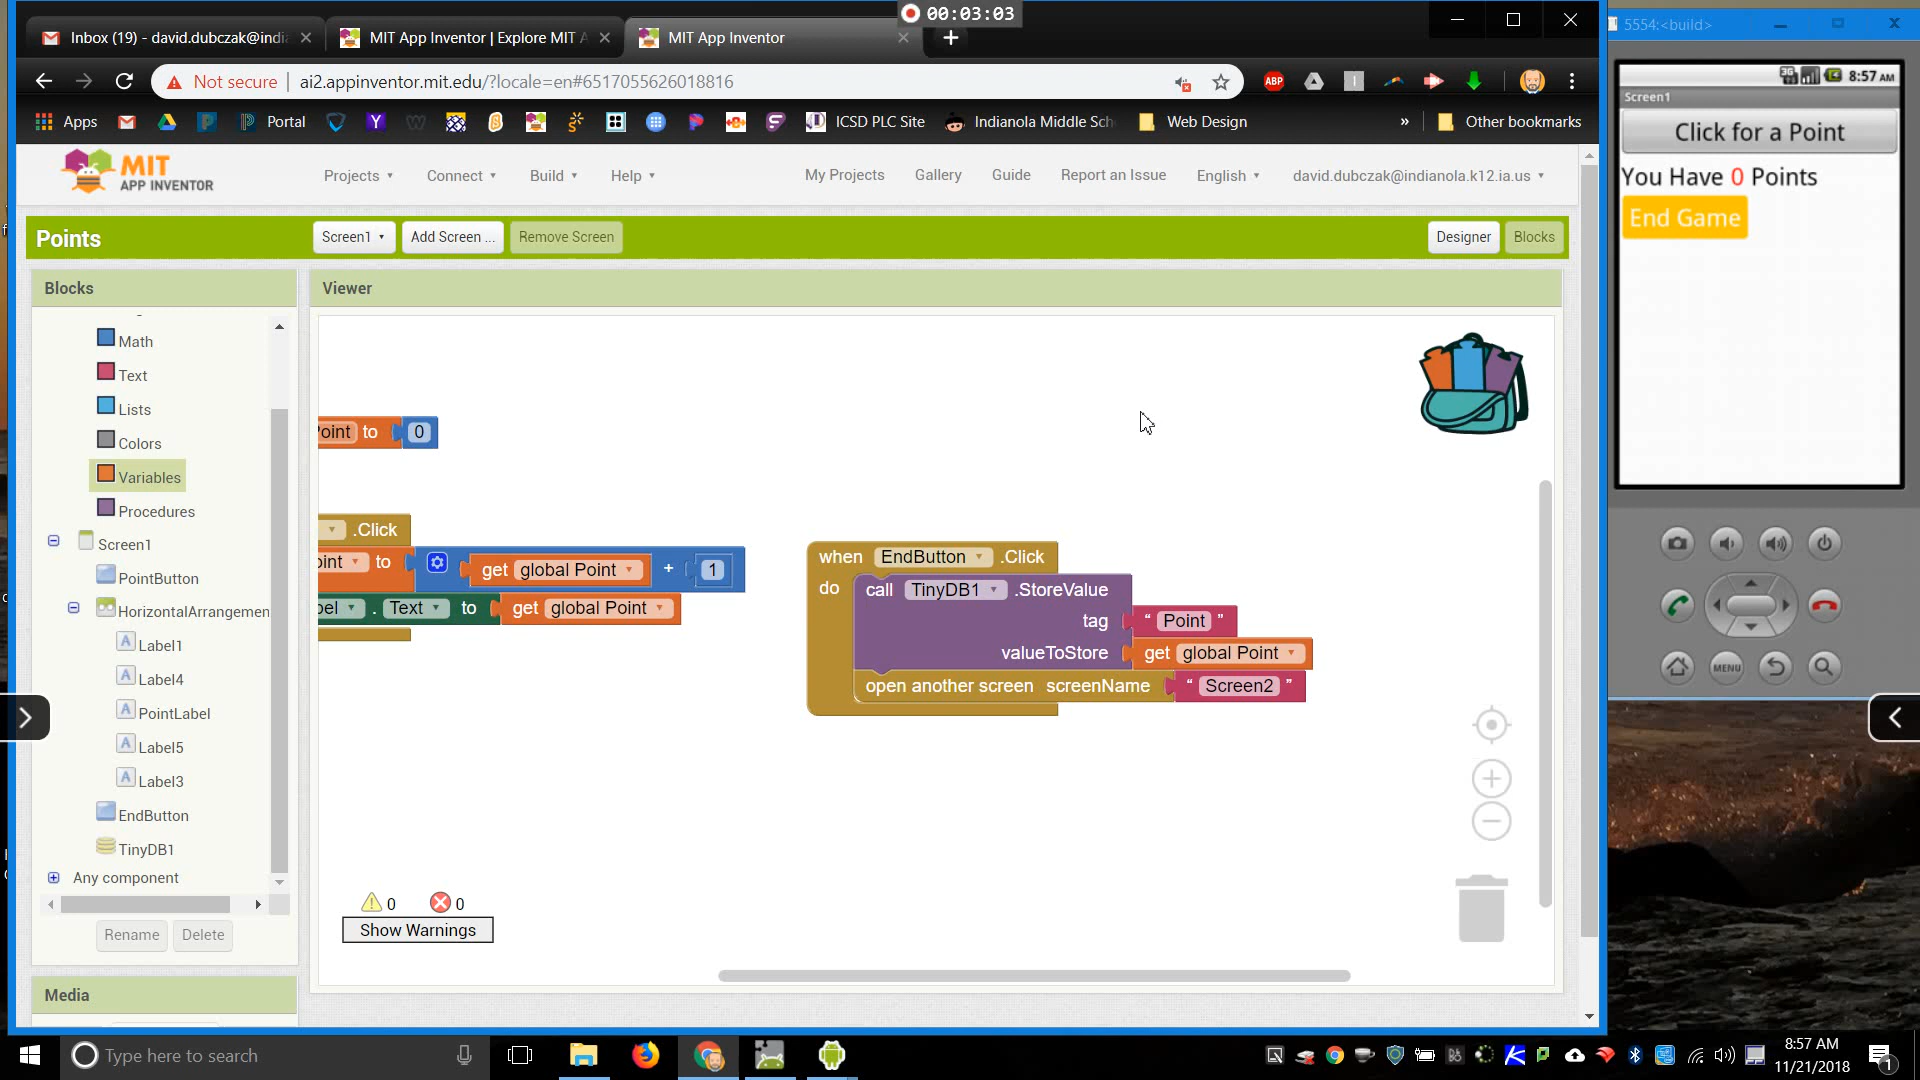 00:03:03
Inbox (19) - david.dubczak@indi
MIT App Inventor | Explore MIT A
MIT App Inventor
Not secure
ai2.appinventor.mit.edu/?locale=en#6517055626018816
ABP
Apps
Portal
ICSD PLC Site
Indianola Middle Sch
Web Design
»
Other bookmarks
MIT
APP INVENTOR
Projects
Connect
Build
Help
My Projects
Gallery
Guide
Report an Issue
English
david.dubczak@indianola.k12.ia.us
Points
Screen1
Add Screen ...
Remove Screen
Designer
Blocks
Blocks
Math
Text
Lists
Colors
Variables
Procedures
Screen1
PointButton
HorizontalArrangemen
Label1
Label4
PointLabel
Label5
Label3
EndButton
TinyDB1
Any component
Rename
Delete
Media
Viewer
Point to 0
.Click
oint to get global Point + 1
bel . Text to get global Point
when EndButton .Click
do call TinyDB1 .StoreValue
tag " Point "
valueToStore get global Point
open another screen screenName " Screen2 "
0 0
Show Warnings
5554:<build>
8:57 AM
Screen1
Click for a Point
You Have 0 Points
End Game
MENU
Type here to search
8:57 AM
11/21/2018
1